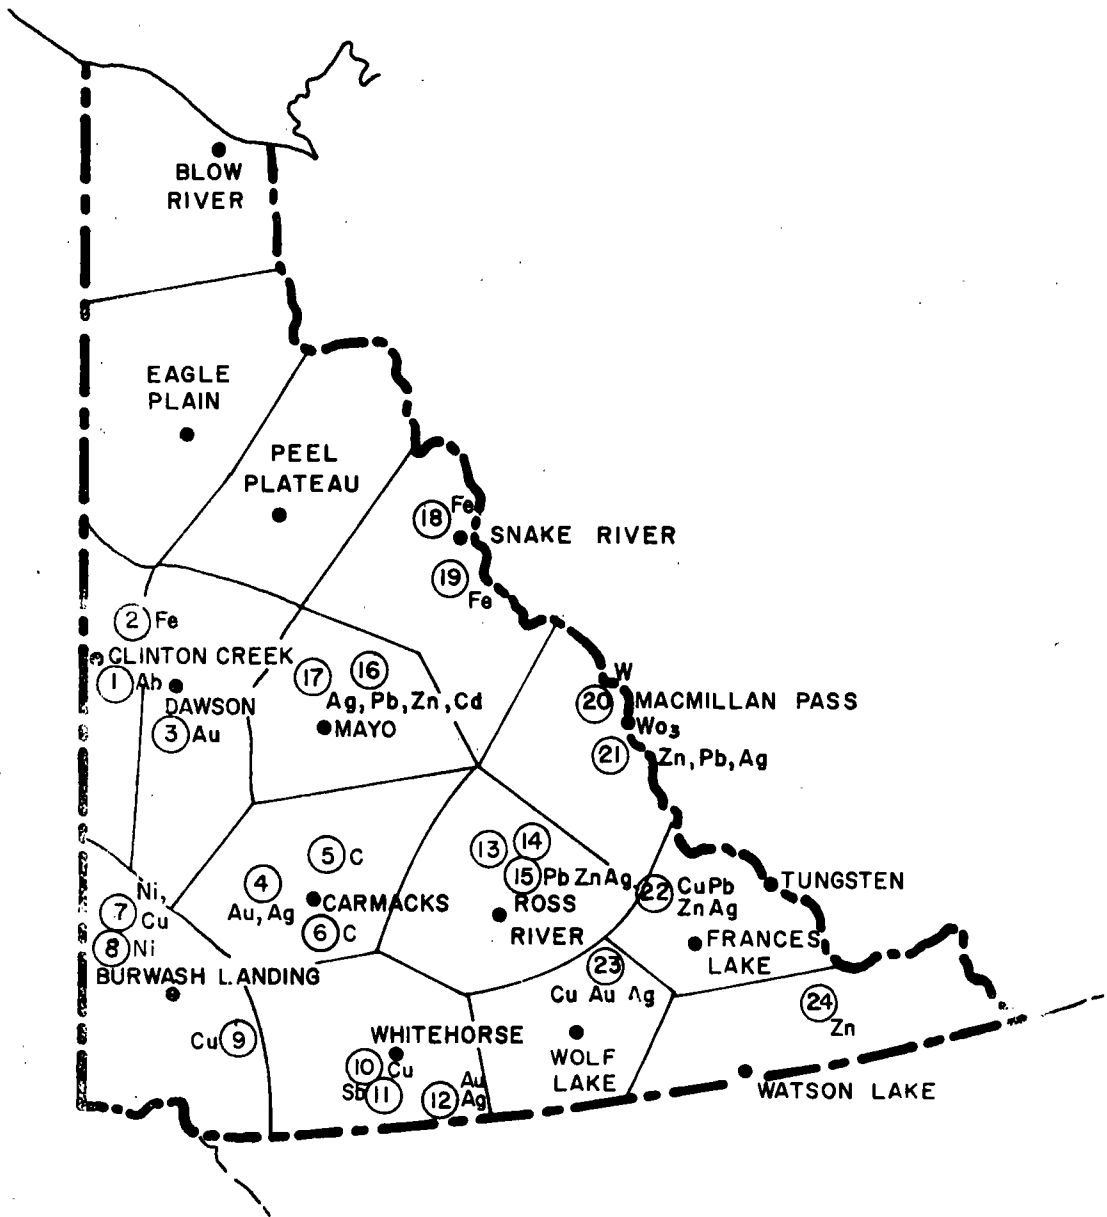 BLOW
RIVER
EAGLE
PLAIN
PEEL
PLATEAU
18 Fe
SNAKE RIVER
19
Fe
2 Fe
CLINTON CREEK
1 Ab
DAWSON
3 Au
17
16
Ag, Pb, Zn, Cd
MAYO
W
20
MACMILLAN PASS
Wo3
21
Zn, Pb, Ag
5 C
4
Au, Ag
CARMACKS
6 C
13
14
15 Pb Zn Ag
ROSS
RIVER
22 Cu Pb
Zn Ag
TUNGSTEN
FRANCES
LAKE
Ni,
7 Cu
8 Ni
BURWASH LANDING
Cu 9
23
Cu Au Ag
WOLF
LAKE
24
Zn
WHITEHORSE
10 Cu
Sb 11
12 Au
Ag
WATSON LAKE